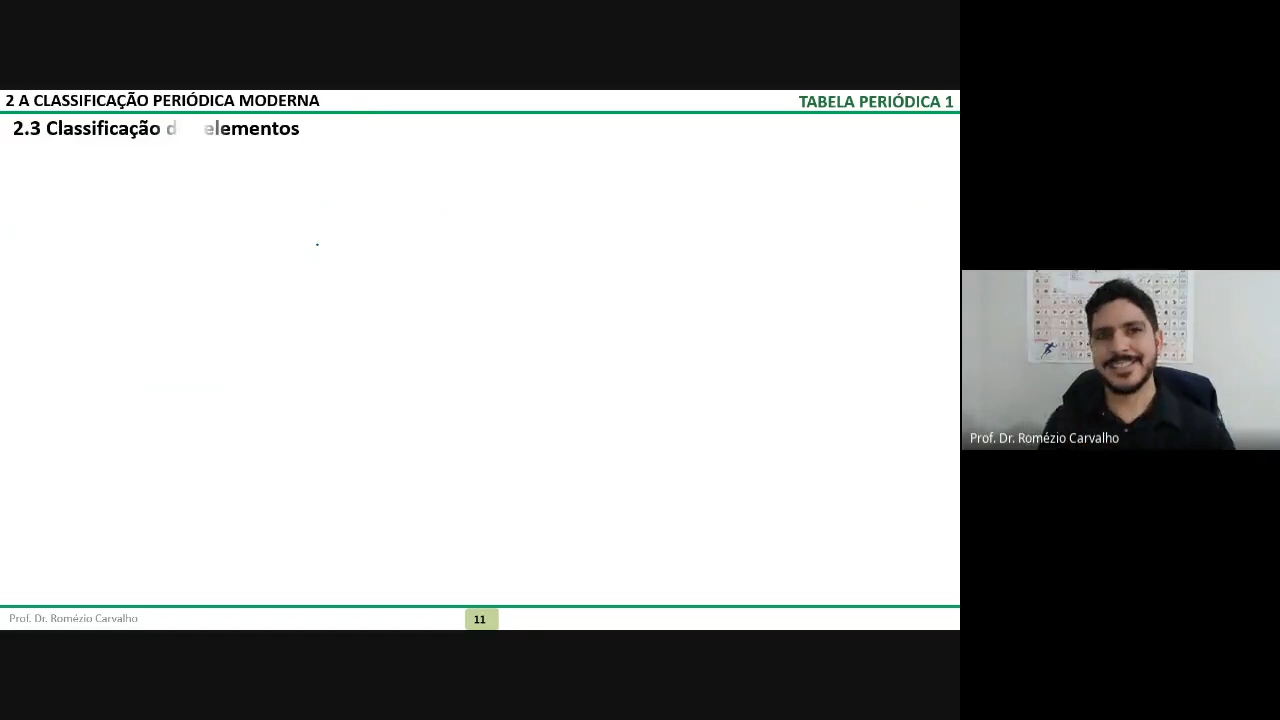 2 A CLASSIFICAÇÃO PERIÓDICA MODERNA
TABELA PERIÓDICA 1
2.3 Classificação d elementos
Prof. Dr. Romézio Carvalho
Prof. Dr. Romézio Carvalho
11